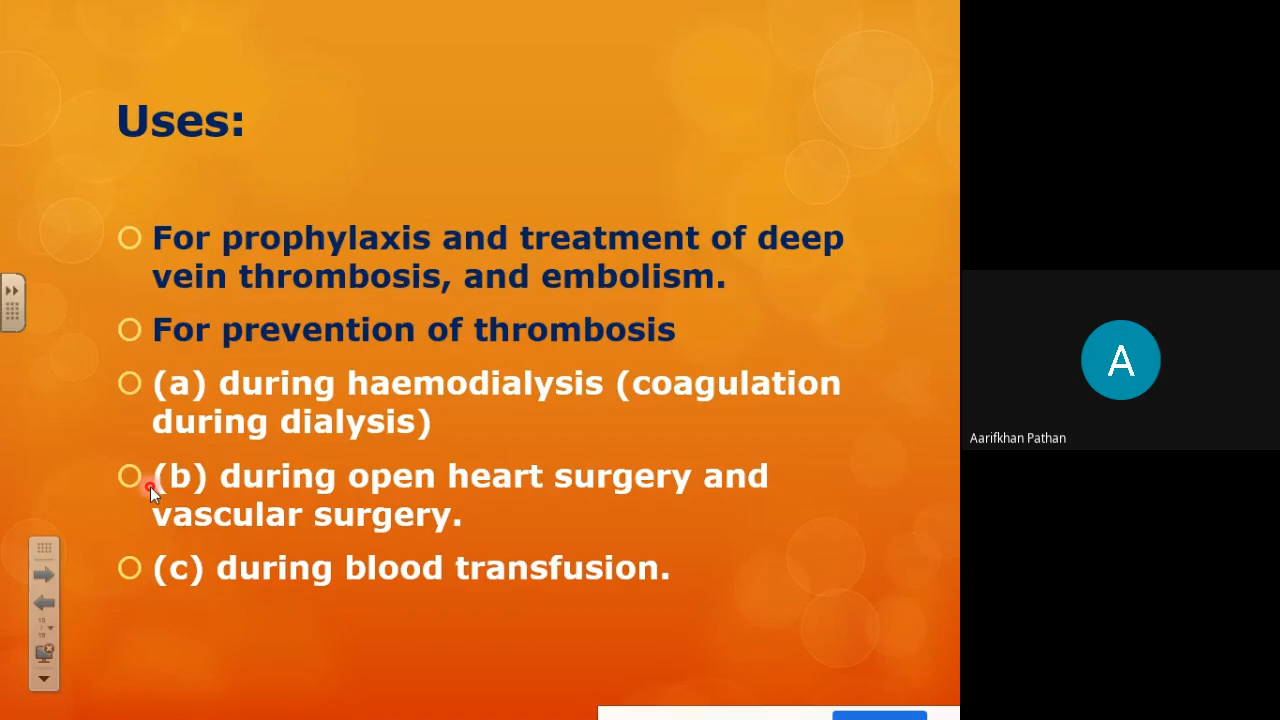 Uses:
For prophylaxis and treatment of deep
vein thrombosis, and embolism.
For prevention of thrombosis
(a) during haemodialysis (coagulation
during dialysis)
(b) during open heart surgery and
vascular surgery.
(c) during blood transfusion.
A
Aarifkhan Pathan